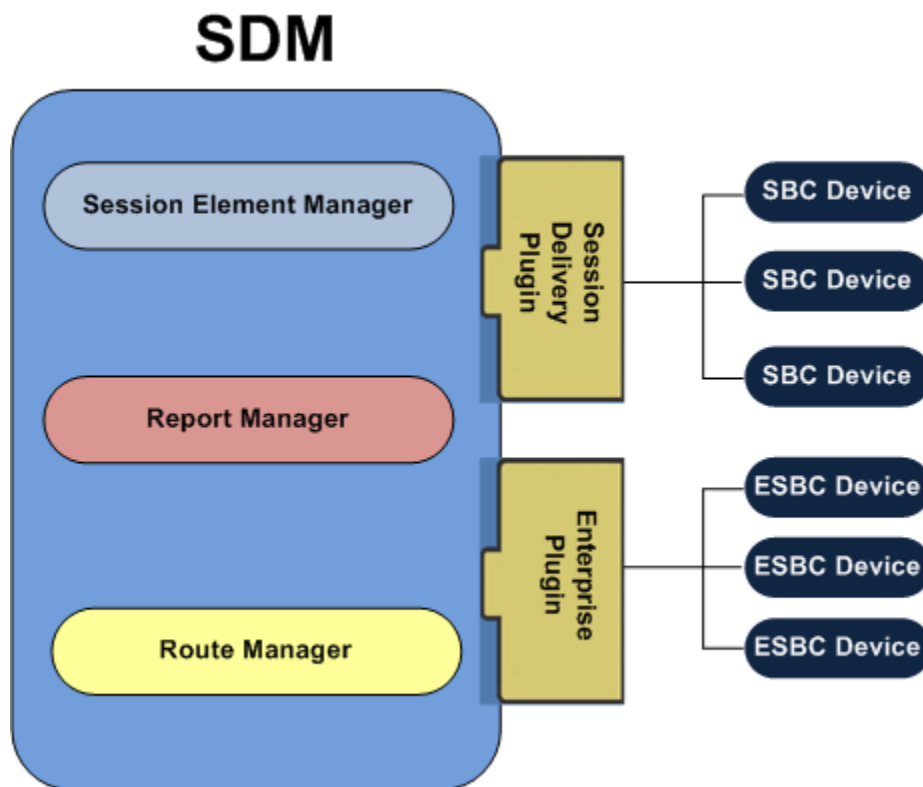 SDM
Session Element Manager
Report Manager
Route Manager
Session
Delivery
Plugin
Enterprise
Plugin
SBC Device
SBC Device
SBC Device
ESBC Device
ESBC Device
ESBC Device